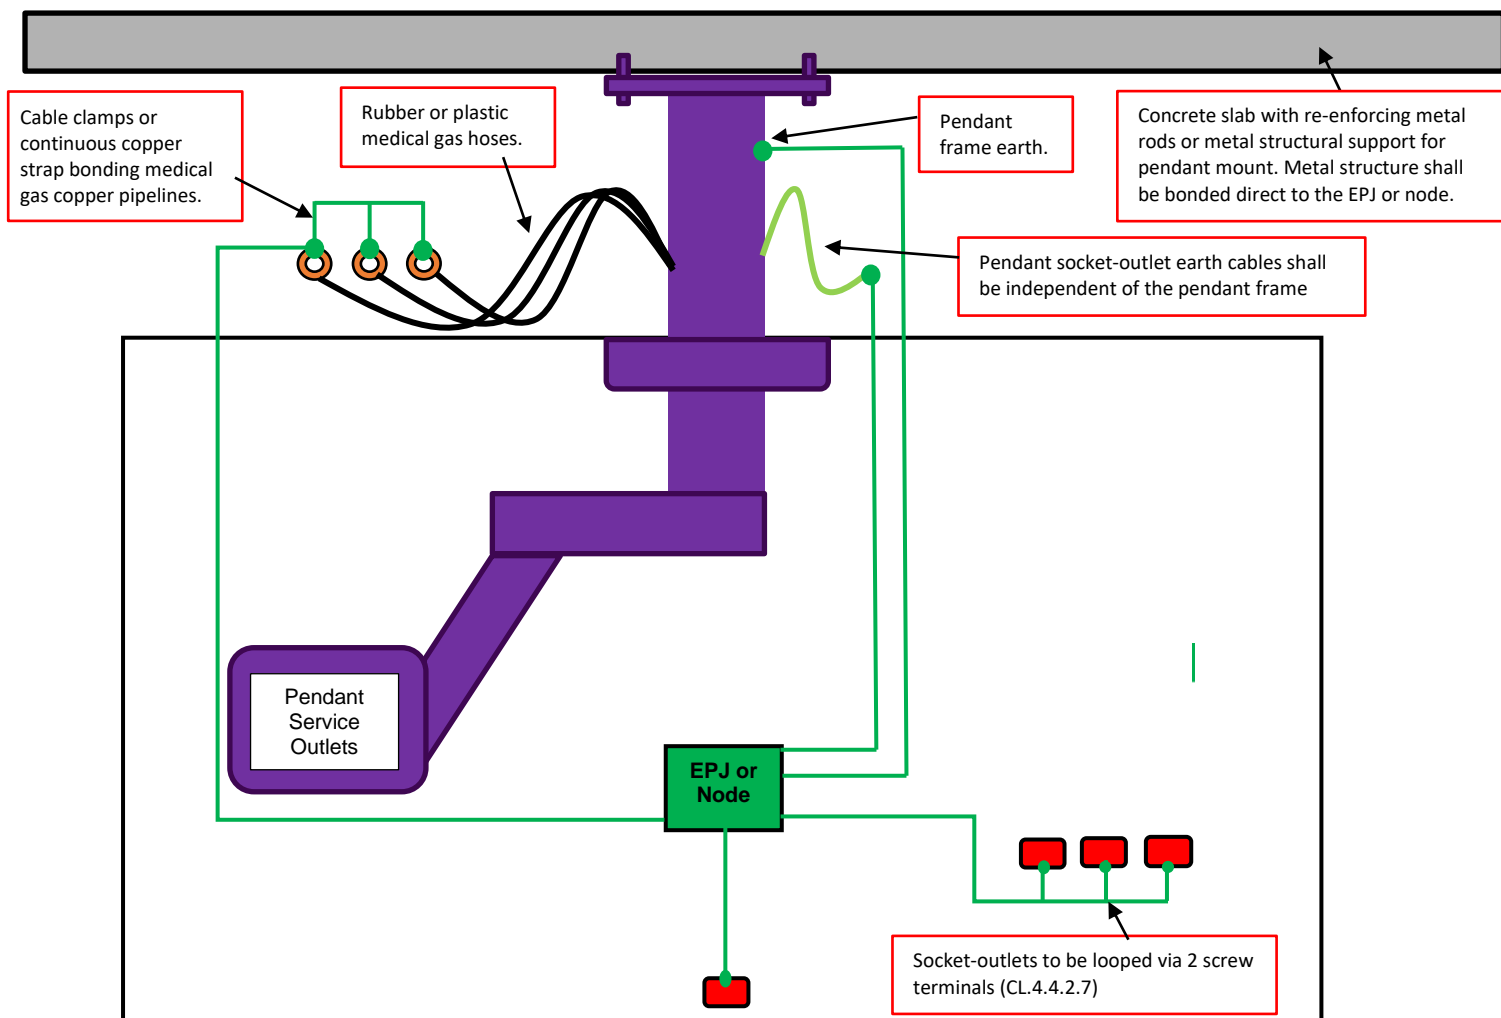 Cable clamps or
continuous copper
strap bonding medical
gas copper pipelines.
Rubber or plastic
medical gas hoses.
Pendant
frame earth.
Concrete slab with re-enforcing metal
rods or metal structural support for
pendant mount. Metal structure shall
be bonded direct to the EPJ or node.
Pendant socket-outlet earth cables shall
be independent of the pendant frame
Pendant
Service
Outlets
EPJ or
Node
Socket-outlets to be looped via 2 screw
terminals (CL.4.4.2.7)